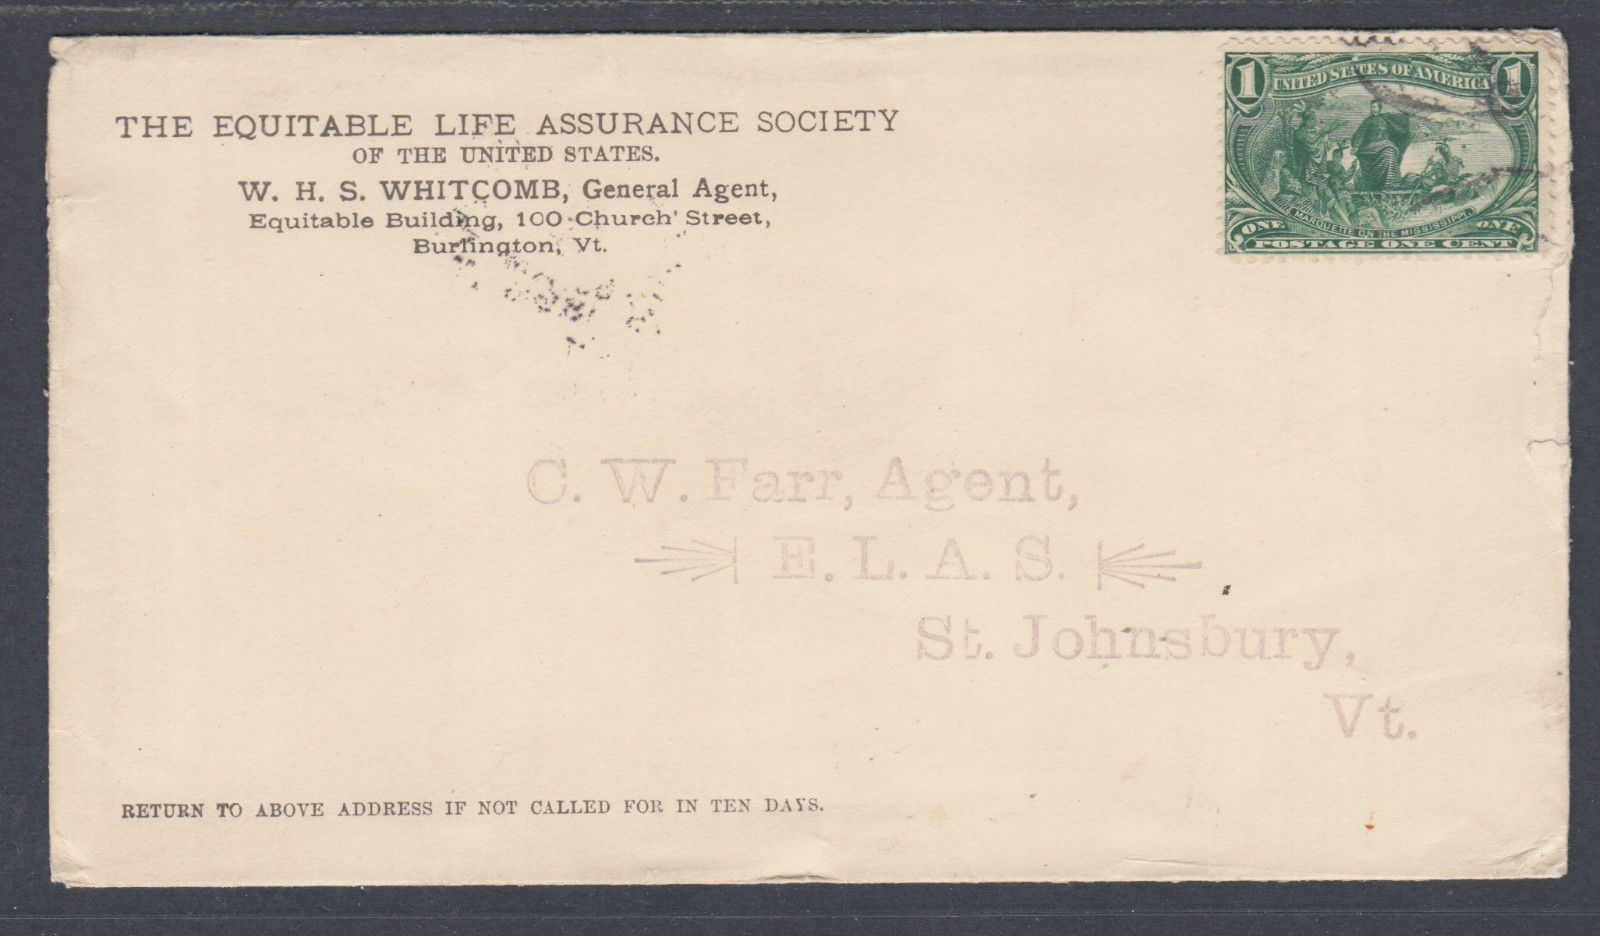 THE EQUITABLE LIFE ASSURANCE SOCIETY
OF THE UNITED STATES.
W. H. S. WHITCOMB, General Agent,
Equitable Building, 100 Church Street,
Burlington, Vt.
1 UNITED STATES OF AMERICA 1
MARQUETTE ON THE MISSISSIPPI
ONE ONE
POSTAGE ONE CENT
C. W. Farr, Agent,
E. L. A. S.
St. Johnsbury,
Vt.
RETURN TO ABOVE ADDRESS IF NOT CALLED FOR IN TEN DAYS.